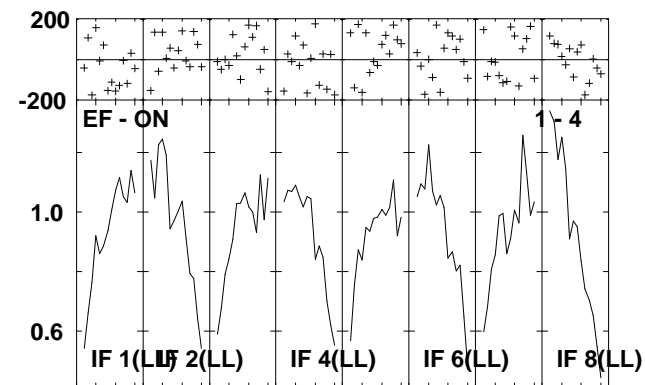 200
-200
EF - ON 1 - 4
1.0
0.6
IF 1(LL) IF 2(LL) IF 4(LL) IF 6(LL) IF 8(LL)